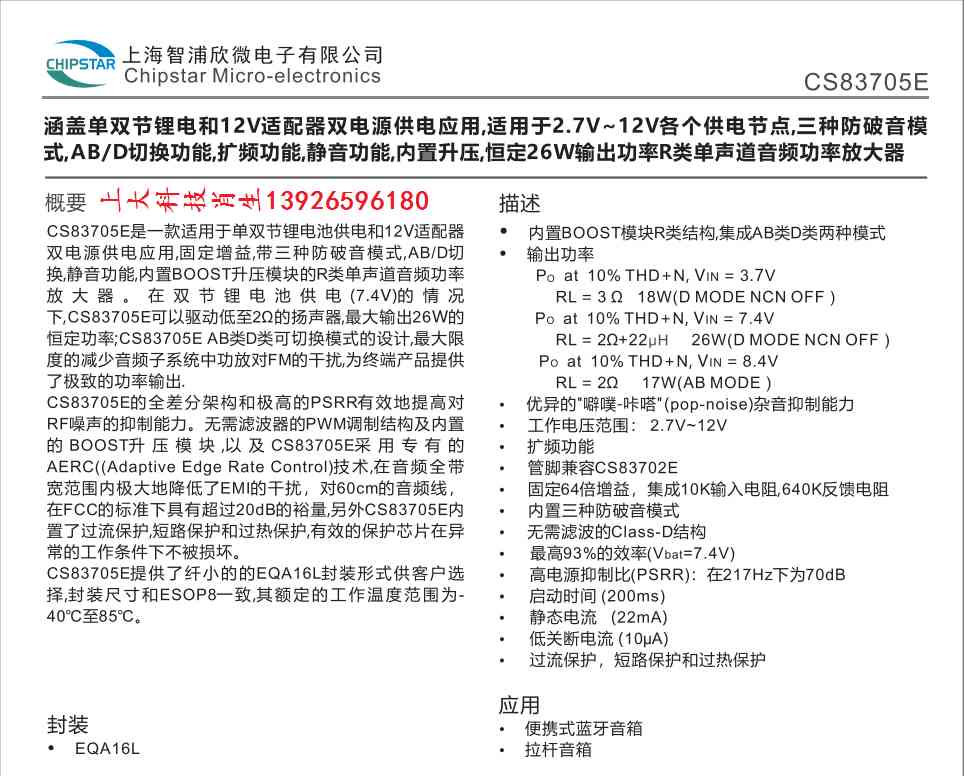 CHIPSTAR
上海智浦欣微电子有限公司
Chipstar Micro-electronics
CS83705E
涵盖单双节锂电和12V适配器双电源供电应用,适用于2.7V~12V各个供电节点,三种防破音模
式,AB/D切换功能,扩频功能,静音功能,内置升压,恒定26W输出功率R类单声道音频功率放大器
概要 上大科技肖生13926596180
CS83705E是一款适用于单双节锂电池供电和12V适配器
双电源供电应用,固定增益,带三种防破音模式,AB/D切
换,静音功能,内置BOOST升压模块的R类单声道音频功率
放大器。在双节锂电池供电(7.4V)的情况
下,CS83705E可以驱动低至2Ω的扬声器,最大输出26W的
恒定功率;CS83705E AB类D类可切换模式的设计,最大限
度的减少音频子系统中功放对FM的干扰,为终端产品提供
了极致的功率输出.
CS83705E的全差分架构和极高的PSRR有效地提高对
RF噪声的抑制能力。无需滤波器的PWM调制结构及内置
的BOOST升压模块,以及CS83705E采用专有的
AERC((Adaptive Edge Rate Control)技术,在音频全带
宽范围内极大地降低了EMI的干扰，对60cm的音频线，
在FCC的标准下具有超过20dB的裕量,另外CS83705E内
置了过流保护,短路保护和过热保护,有效的保护芯片在异
常的工作条件下不被损坏。
CS83705E提供了纤小的的EQA16L封装形式供客户选
择,封装尺寸和ESOP8一致,其额定的工作温度范围为-
40℃至85℃。
封装
• EQA16L
描述
• 内置BOOST模块R类结构,集成AB类D类两种模式
• 输出功率
PO at 10% THD+N, VIN = 3.7V
RL = 3 Ω 18W(D MODE NCN OFF )
PO at 10% THD+N, VIN = 7.4V
RL = 2Ω+22μH 26W(D MODE NCN OFF )
PO at 10% THD+N, VIN = 8.4V
RL = 2Ω 17W(AB MODE )
• 优异的"噼噗-咔嗒"(pop-noise)杂音抑制能力
• 工作电压范围： 2.7V~12V
• 扩频功能
• 管脚兼容CS83702E
• 固定64倍增益，集成10K输入电阻,640K反馈电阻
• 内置三种防破音模式
• 无需滤波的Class-D结构
• 最高93%的效率(Vbat=7.4V)
• 高电源抑制比(PSRR)：在217Hz下为70dB
• 启动时间 (200ms)
• 静态电流 (22mA)
• 低关断电流 (10μA)
• 过流保护，短路保护和过热保护
应用
• 便携式蓝牙音箱
• 拉杆音箱